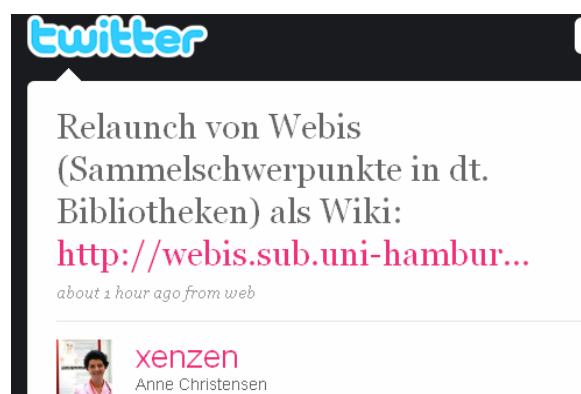 twitter
Relaunch von Webis
(Sammelschwerpunkte in dt.
Bibliotheken) als Wiki:
http://webis.sub.uni-hambur...
about 1 hour ago from web
xenzen
Anne Christensen